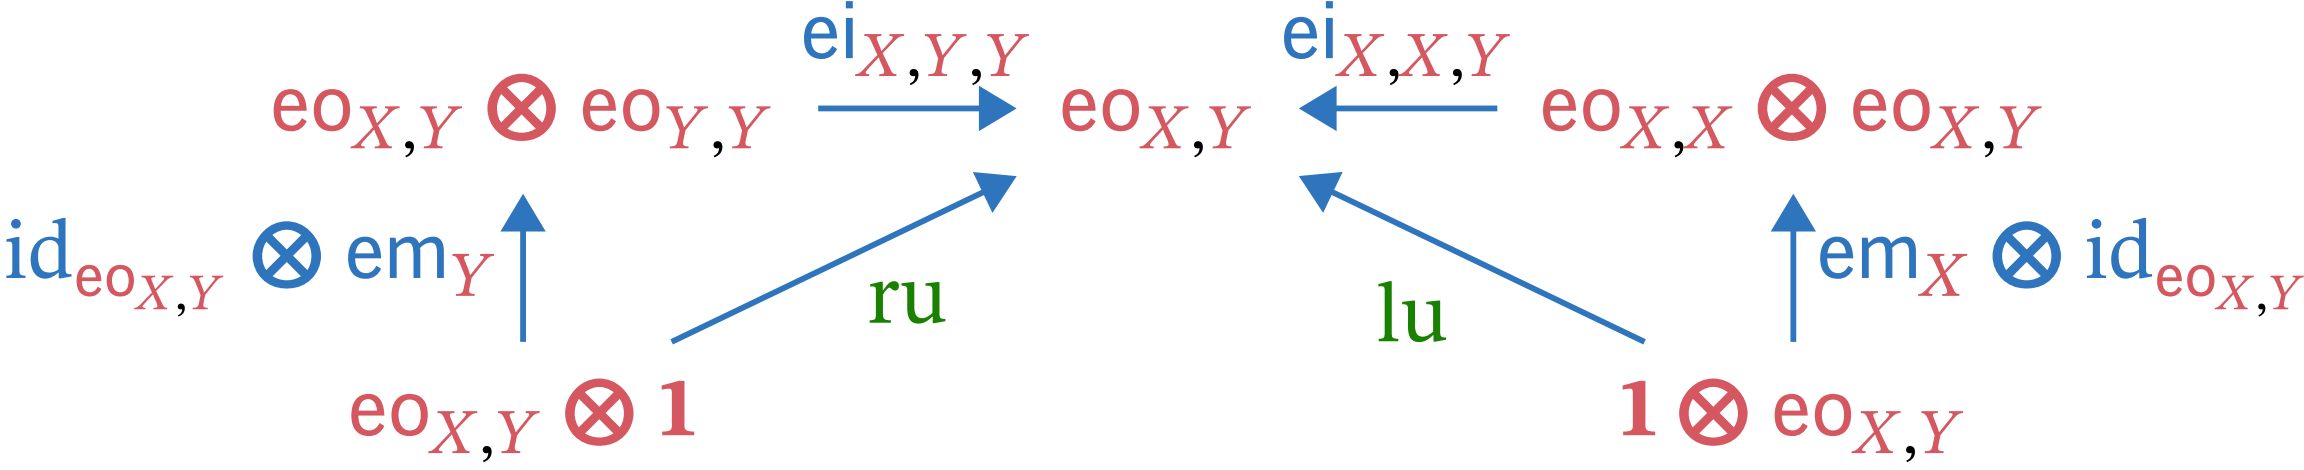 ei_{X,Y,Y} ei_{X,X,Y}
eo_{X,Y} ⊗ eo_{Y,Y} eo_{X,Y} eo_{X,X} ⊗ eo_{X,Y}
id_{eo_{X,Y}} ⊗ em_Y em_X ⊗ id_{eo_{X,Y}}
ru lu
eo_{X,Y} ⊗ 1 1 ⊗ eo_{X,Y}